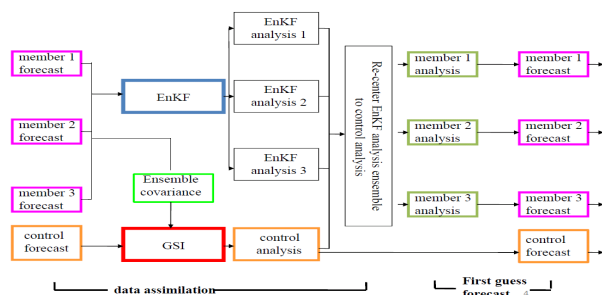 member 1
forecast
member 2
forecast
member 3
forecast
control
forecast
EnKF
Ensemble
covariance
GSI
EnKF
analysis 1
EnKF
analysis 2
EnKF
analysis 3
control
analysis
Re-center EnKF analysis ensemble
to control analysis
member 1
analysis
member 2
analysis
member 3
analysis
member 1
forecast
member 2
forecast
member 3
forecast
control
forecast
data assimilation
First guess
forecast
4